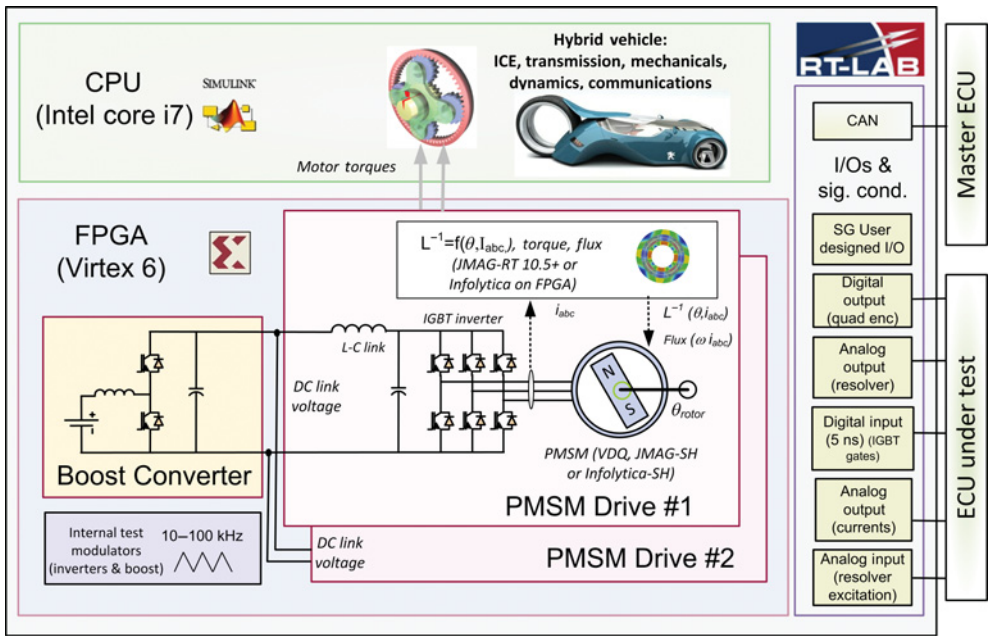 CPU
(Intel core i7)
SIMULINK
Hybrid vehicle:
ICE, transmission, mechanicals,
dynamics, communications
Motor torques
RT-LAB
CAN
I/Os &
sig. cond.
SG User
designed I/O
Digital
output
(quad enc)
Analog
output
(resolver)
Digital input
(5 ns) (IGBT
gates)
Analog
output
(currents)
Analog input
(resolver
excitation)
Master ECU
ECU under test
FPGA
(Virtex 6)
L⁻¹=f(θ,I_abc,), torque, flux
(JMAG-RT 10.5+ or
Infolytica on FPGA)
i_abc
L⁻¹ (θ,i_abc)
Flux (ω i_abc)
IGBT inverter
L-C link
DC link
voltage
N
S
θ_rotor
PMSM (VDQ, JMAG-SH
or Infolytica-SH)
PMSM Drive #1
+
Boost Converter
Internal test
modulators
(inverters & boost)
10–100 kHz
DC link
voltage
PMSM Drive #2